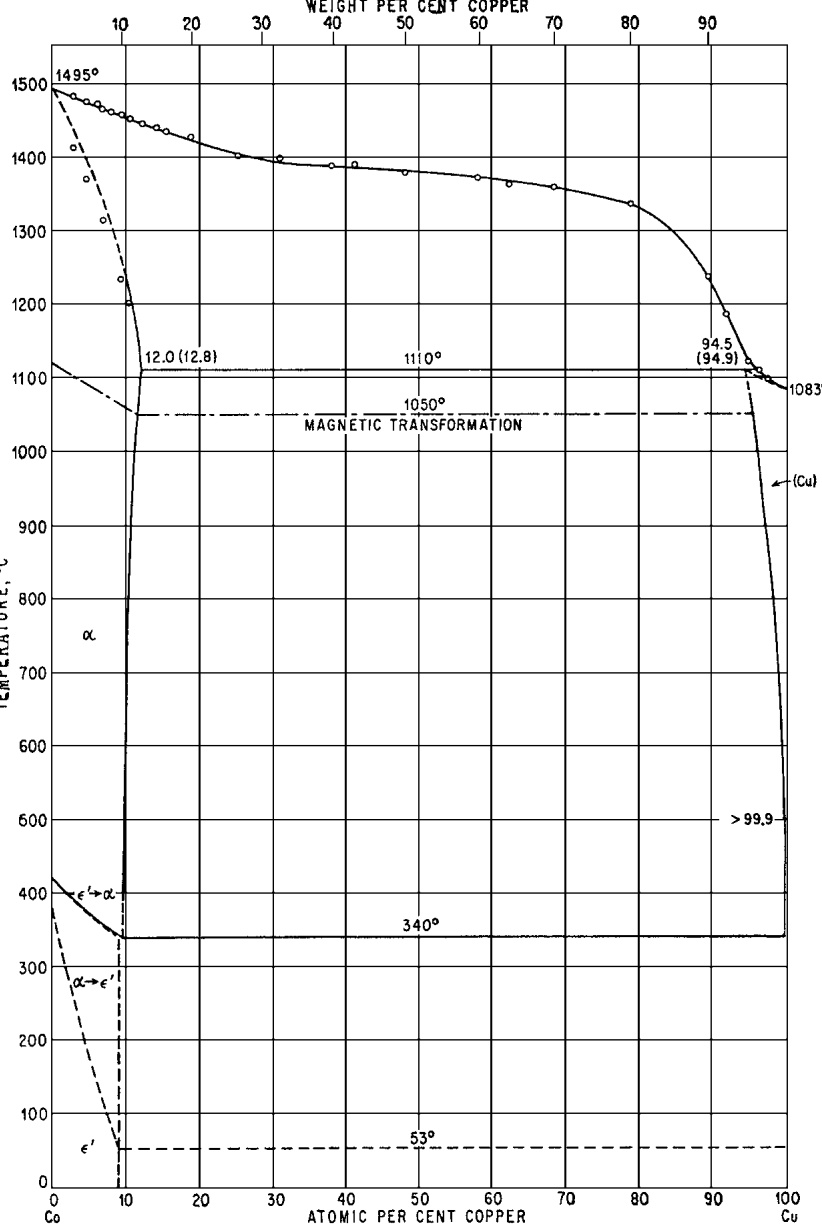 WEIGHT PER CENT COPPER
10 20 30 40 50 60 70 80 90
1500
1495°
1400
1300
1200
12.0 (12.8)
1110°
94.5
(94.9)
1100
1083°
1050°
MAGNETIC TRANSFORMATION
1000
(Cu)
900
TEMPERATURE, °C
800
α
700
600
500
>99.9
400
ϵ'→α
340°
300
α→ϵ'
200
100
ϵ'
53°
0
0 10 20 30 40 50 60 70 80 90 100
Co ATOMIC PER CENT COPPER Cu